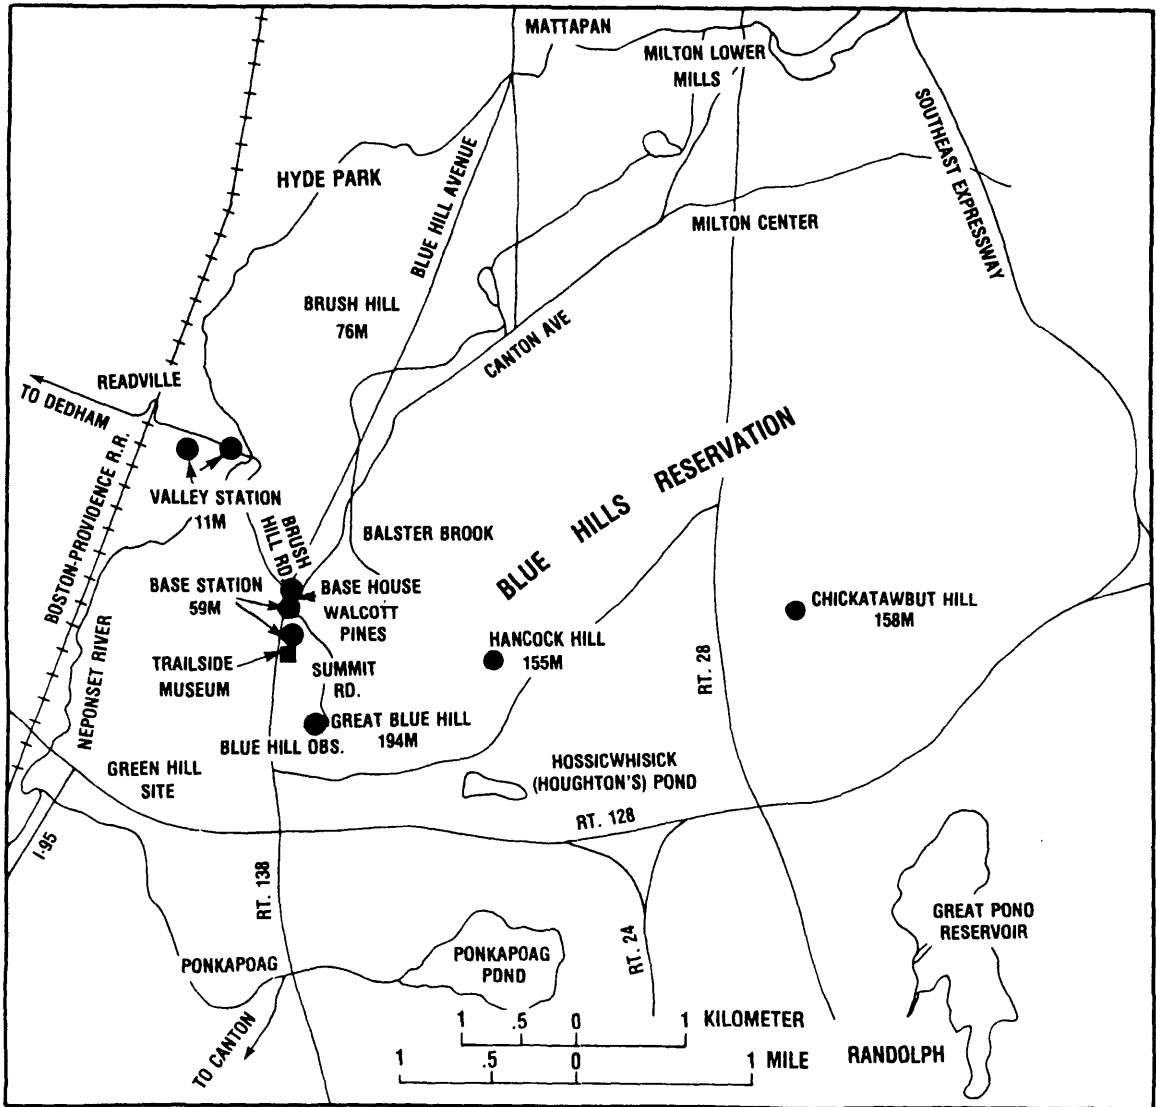 MATTAPAN
MILTON LOWER
MILLS
SOUTHEAST EXPRESSWAY
HYDE PARK
BLUE HILL AVENUE
MILTON CENTER
BRUSH HILL
76M
CANTON AVE
READVILLE
TO DEDHAM
BOSTON-PROVIDENCE R.R.
BLUE HILLS RESERVATION
VALLEY STATION
11M
BRUSH
HILL RD
BALSTER BROOK
BASE STATION
59M
BASE HOUSE
WALCOTT
PINES
CHICKATAWBUT HILL
158M
HANCOCK HILL
155M
NEPONSET RIVER
TRAILSIDE
MUSEUM
SUMMIT
RD.
RT. 28
GREAT BLUE HILL
194M
BLUE HILL OBS.
GREEN HILL
SITE
HOSSICWHISICK
(HOUGHTON'S) POND
RT. 128
I-95
RT. 138
GREAT POND
RESERVOIR
RT. 24
PONKAPOAG
PONKAPOAG
POND
TO CANTON
1 .5 0 1 KILOMETER
1 .5 0 1 MILE
RANDOLPH